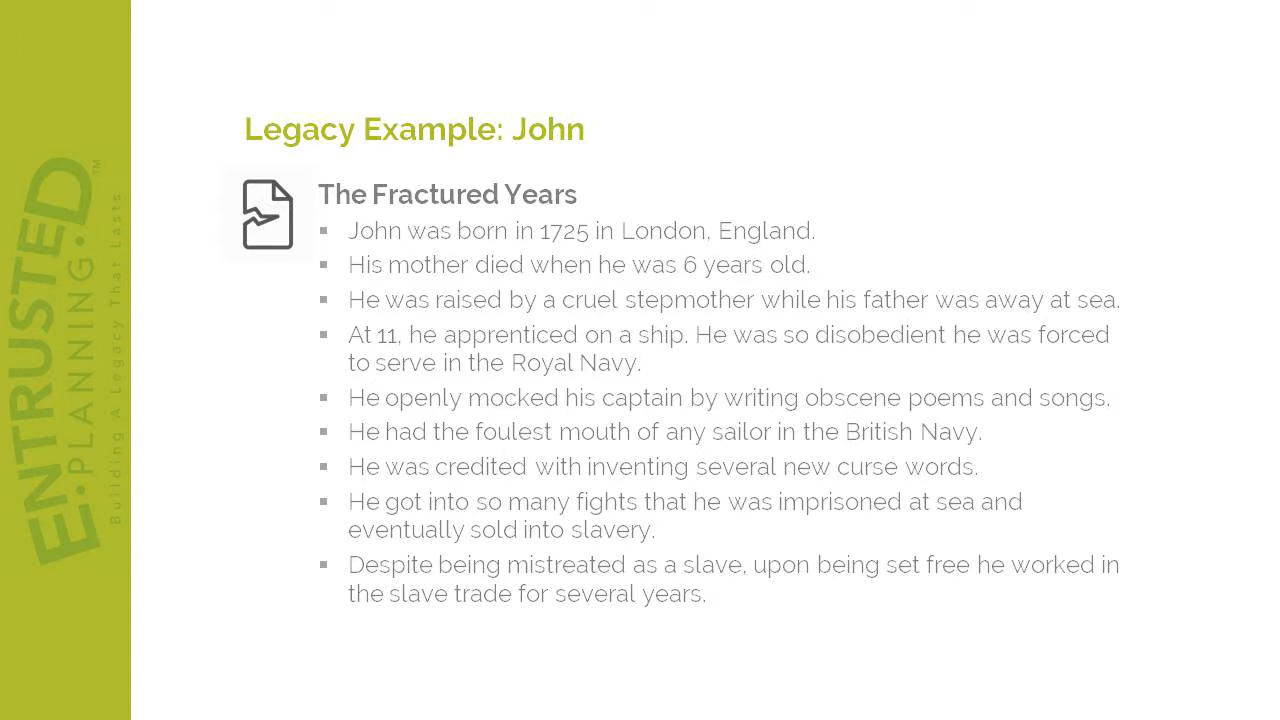 ENTRUSTED
E.PLANNING.D™
Building A Legacy That Lasts
Legacy Example: John
The Fractured Years
▪ John was born in 1725 in London, England.
▪ His mother died when he was 6 years old.
▪ He was raised by a cruel stepmother while his father was away at sea.
▪ At 11, he apprenticed on a ship. He was so disobedient he was forced
to serve in the Royal Navy.
▪ He openly mocked his captain by writing obscene poems and songs.
▪ He had the foulest mouth of any sailor in the British Navy.
▪ He was credited with inventing several new curse words.
▪ He got into so many fights that he was imprisoned at sea and
eventually sold into slavery.
▪ Despite being mistreated as a slave, upon being set free he worked in
the slave trade for several years.